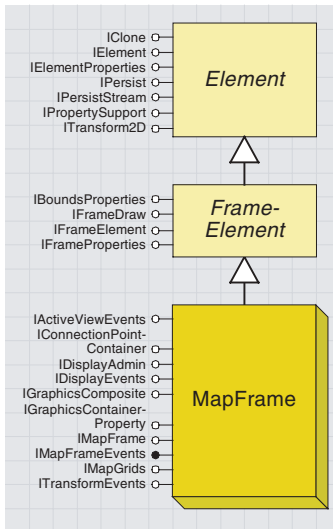 IClone
IElement
IElementProperties
IPersist
IPersistStream
IPropertySupport
ITransform2D
Element
IBoundsProperties
IFrameDraw
IFrameElement
IFrameProperties
Frame-
Element
IActiveViewEvents
IConnectionPoint-
Container
IDisplayAdmin
IDisplayEvents
IGraphicsComposite
IGraphicsContainer-
Property
IMapFrame
IMapFrameEvents
IMapGrids
ITransformEvents
MapFrame